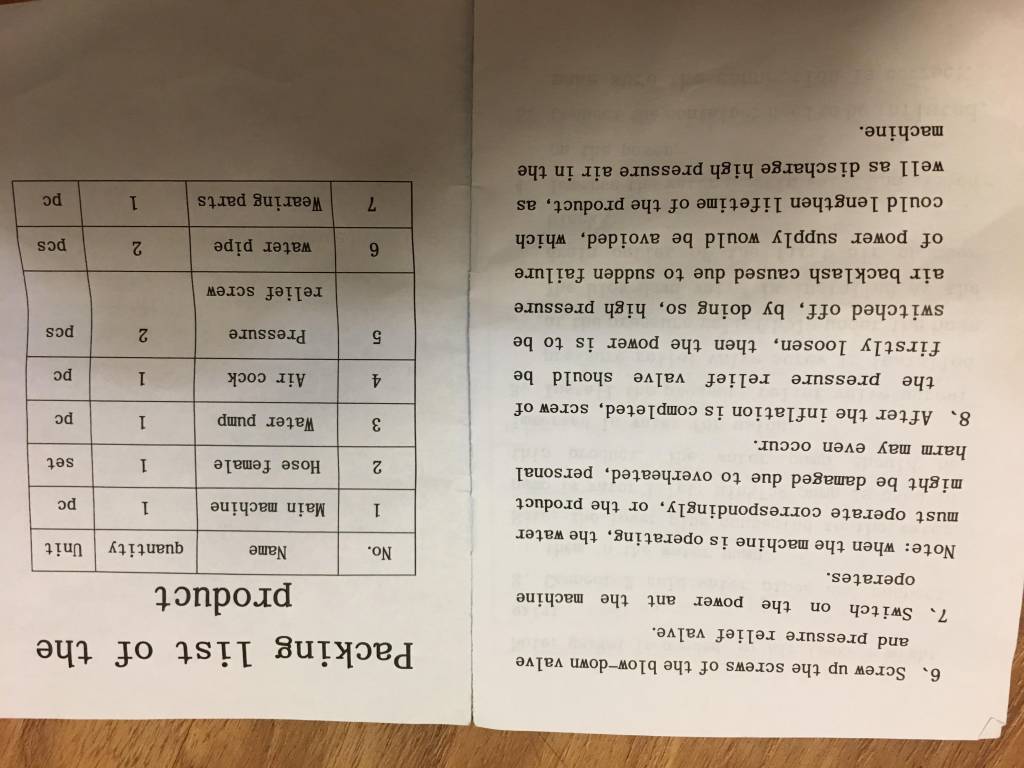 6、Screw up the screws of the blow-down valve
and pressure relief valve.
7、Switch on the power ant the machine
operates.
Note: when the machine is operating, the water
must operate correspondingly, or the product
might be damaged due to overheated, personal
harm may even occur.
8、After the inflation is completed, screw of
the pressure relief valve should be
firstly loosen, then the power is to be
switched off, by doing so, high pressure
air backlash caused due to sudden failure
of power supply would be avoided, which
could lengthen lifetime of the product, as
well as discharge high pressure air in the
machine.
Packing list of the
product
No. Name quantity Unit
1 Main machine 1 pc
2 Hose female 1 set
3 Water pump 1 pc
4 Air cock 1 pc
5 Pressure 2 pcs
relief screw
6 water pipe 2 pcs
7 Wearing parts 1 pc